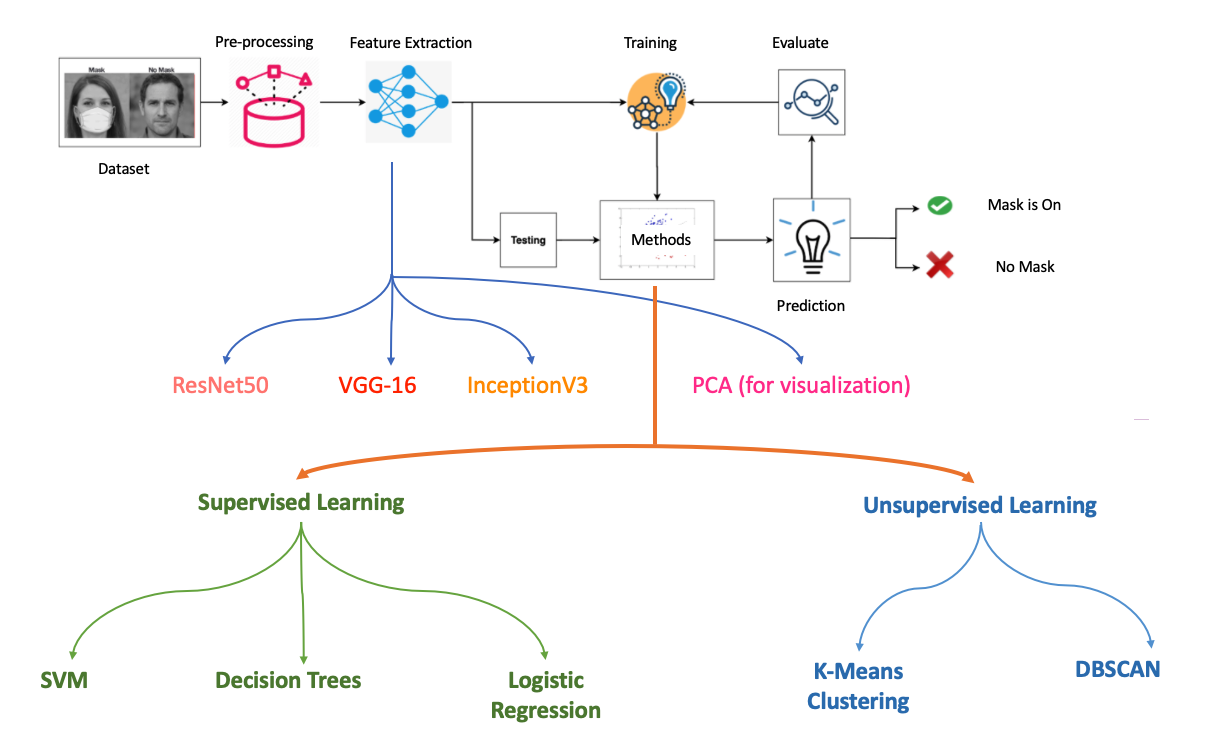 Pre-processing
Feature Extraction
Training
Evaluate
Mask
No Mask
Dataset
Testing
Methods
Mask is On
No Mask
Prediction
ResNet50
VGG-16
InceptionV3
PCA (for visualization)
Supervised Learning
Unsupervised Learning
SVM
Decision Trees
Logistic
Regression
K-Means
Clustering
DBSCAN